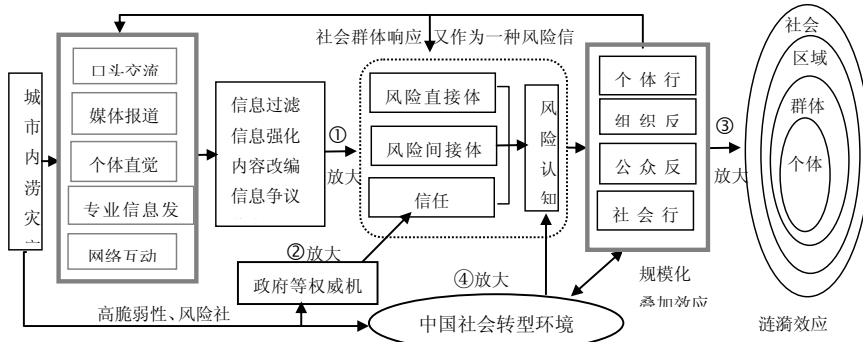 社会群体响应
又作为一种风险信
城市内涝灾
口头交流
媒体报道
个体直觉
专业信息发
网络互动
信息过滤
信息强化
内容改编
信息争议
①
放大
风险直接体
风险间接体
信任
风险认知
个体行
组织反
公众反
社会行
③
放大
社会
区域
群体
个体
②放大
政府等权威机
④放大
规模化
叠加效应
高脆弱性、风险社
中国社会转型环境
涟漪效应